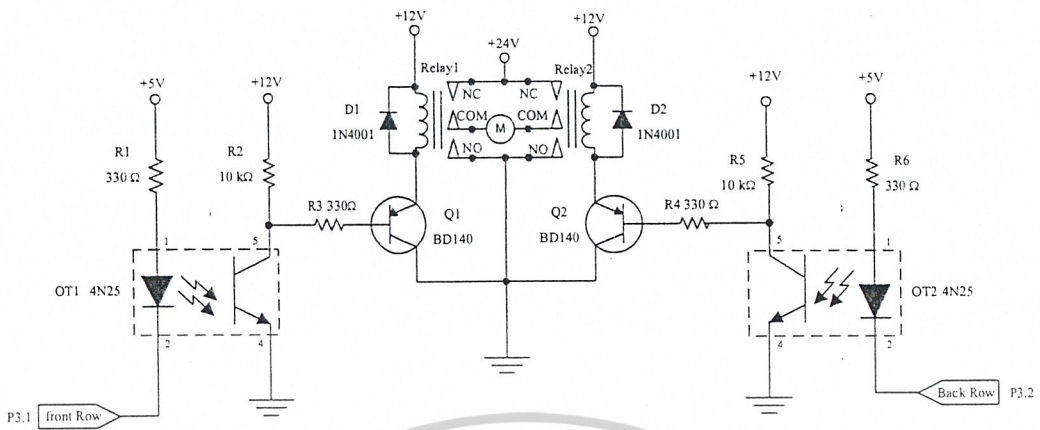 +12V
+24V
+12V
+5V
+12V
Relay1
Relay2
+12V
+5V
NC
NC
D1
1N4001
COM
M
COM
D2
1N4001
R1
330 Ω
R2
10 kΩ
NO
NO
R5
10 kΩ
R6
330 Ω
R3 330Ω
Q1
BD140
Q2
BD140
R4 330 Ω
1
5
5
1
OT1 4N25
OT2 4N25
2
4
4
2
P3.1
front Row
Back Row
P3.2